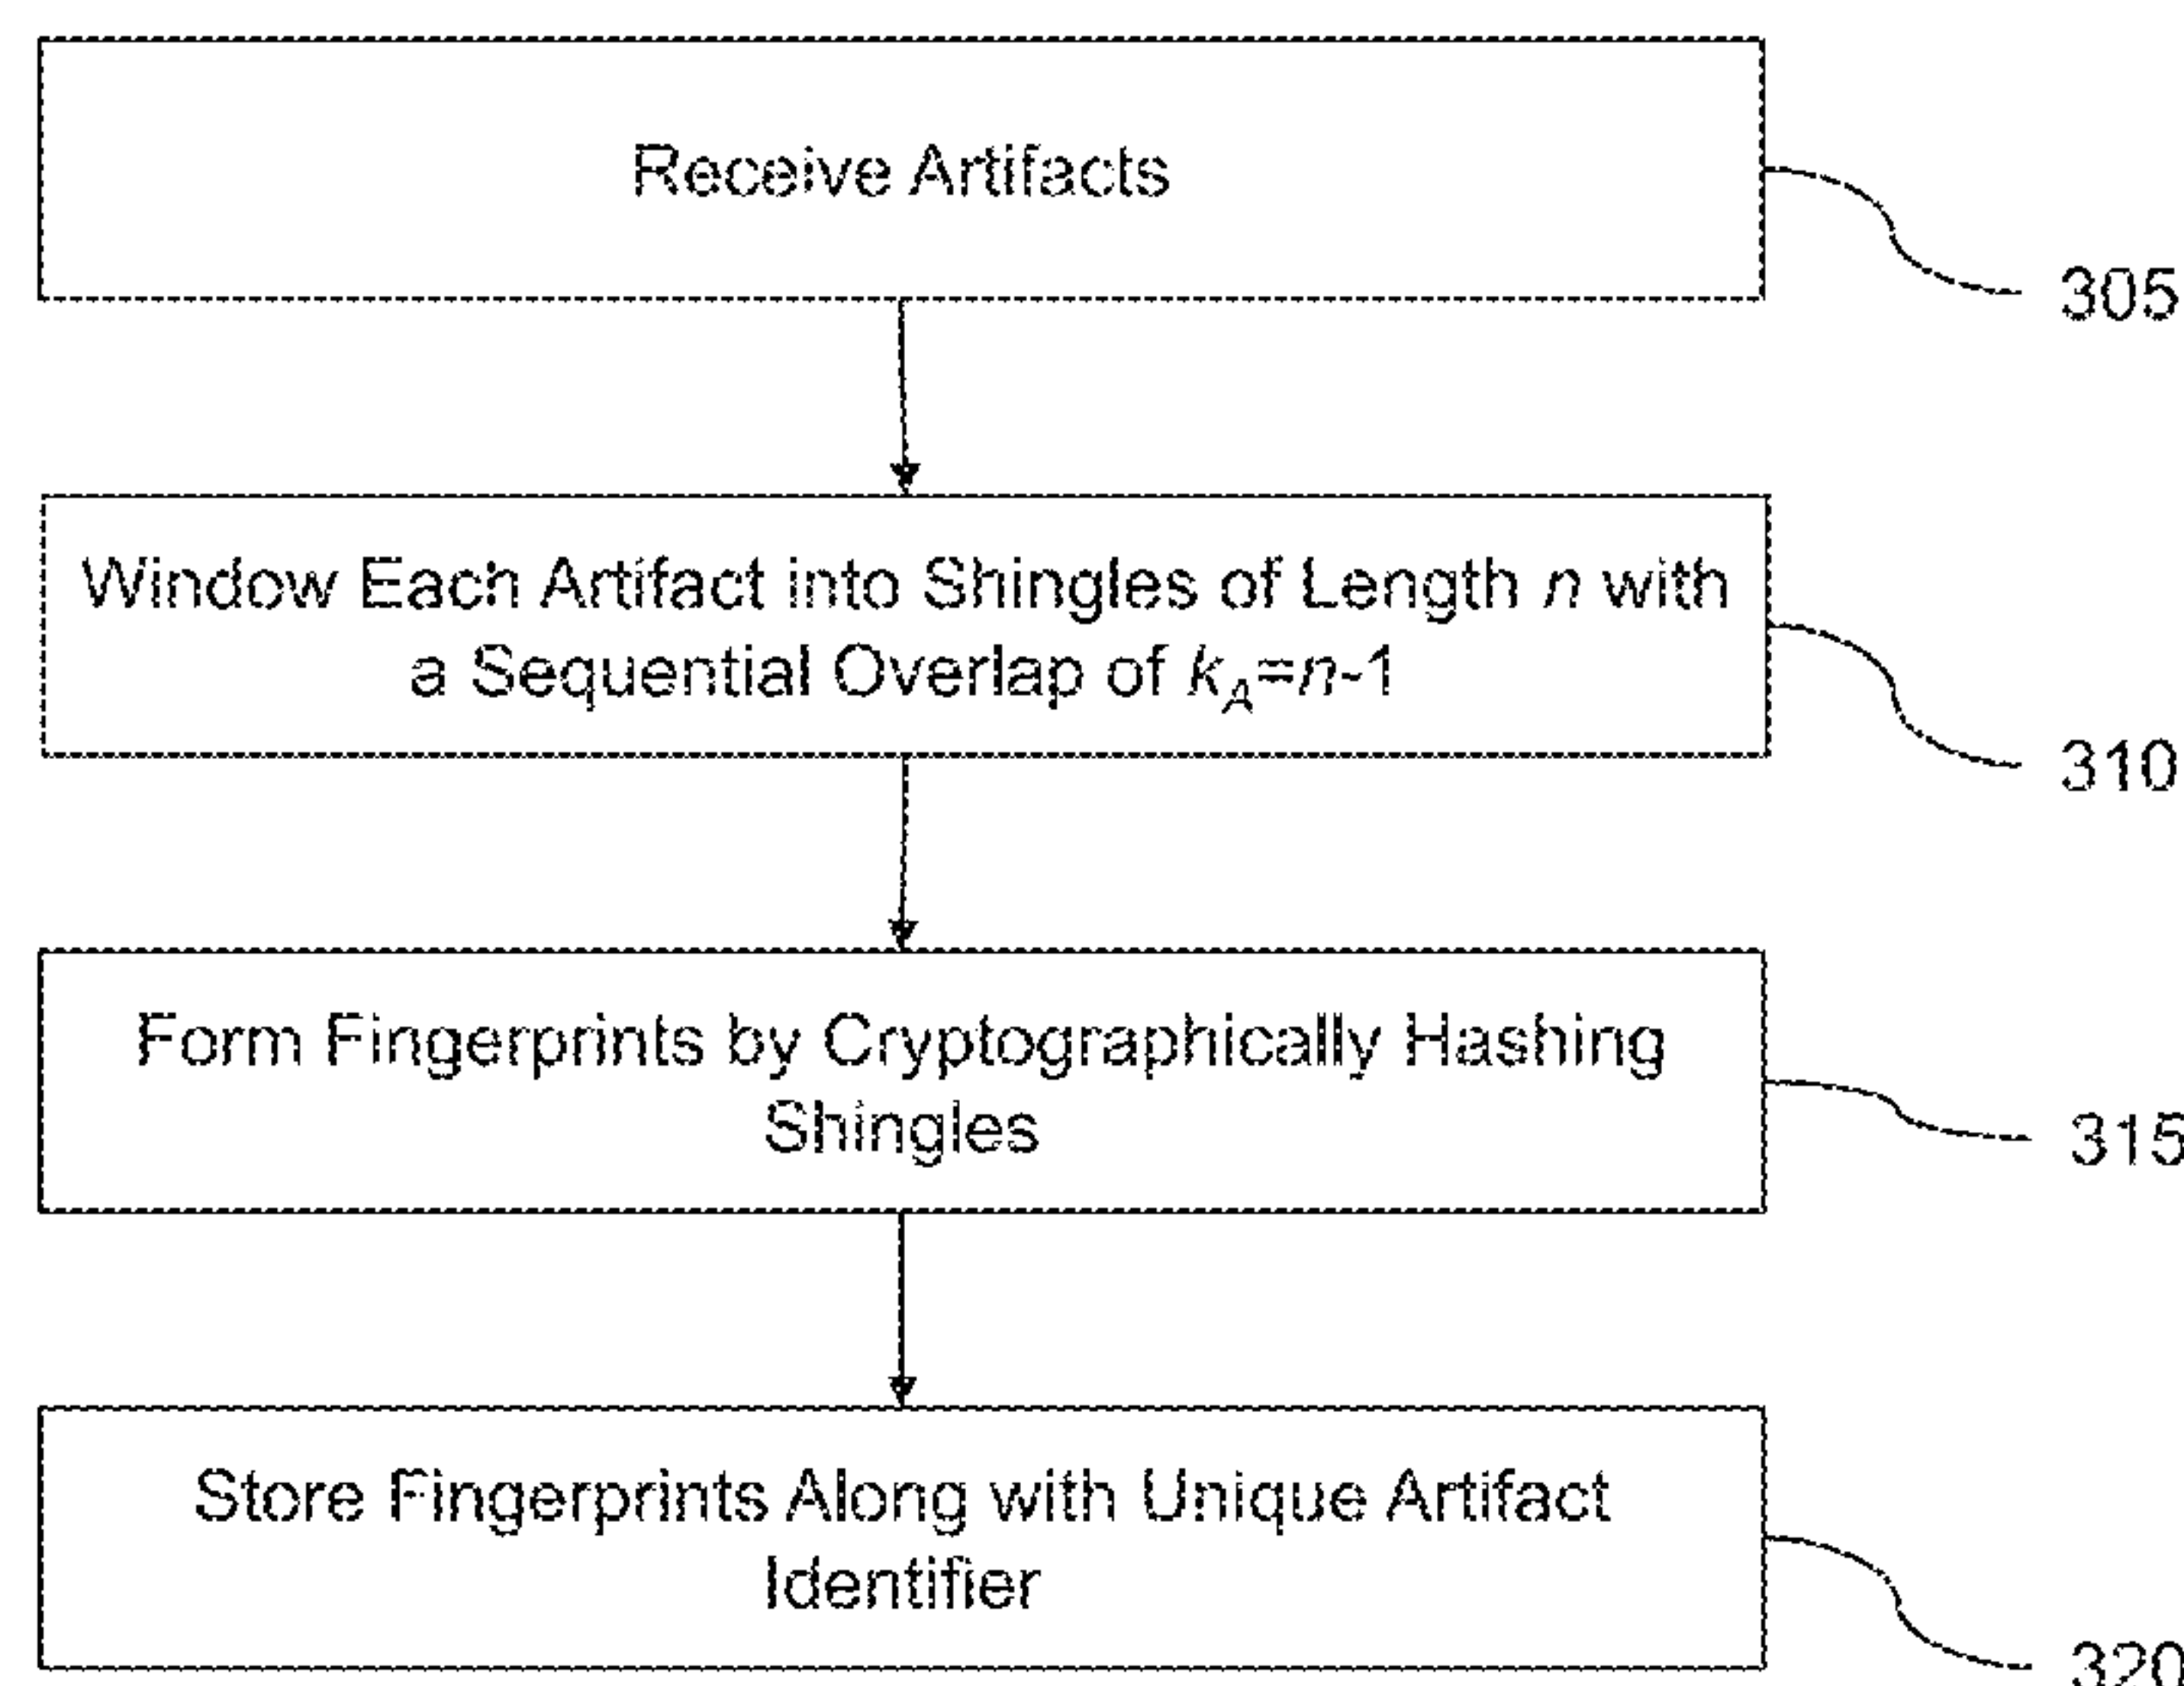 Receive Artifacts
305
Window Each Artifact into Shingles of Length n with
a Sequential Overlap of kA=n-1
310
Form Fingerprints by Cryptographically Hashing
Shingles
315
Store Fingerprints Along with Unique Artifact
Identifier
320